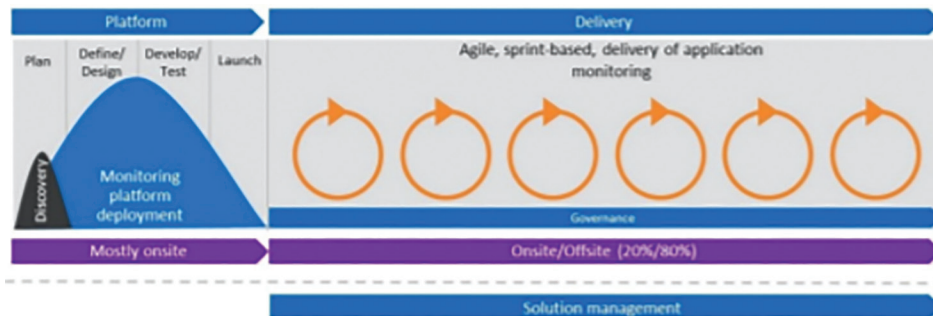 Platform
Delivery
Plan
Define/
Design
Develop/
Test
Launch
Agile, sprint-based, delivery of application
monitoring
Discovery
Monitoring
platform
deployment
Governance
Mostly onsite
Onsite/Offsite (20%/80%)
Solution management